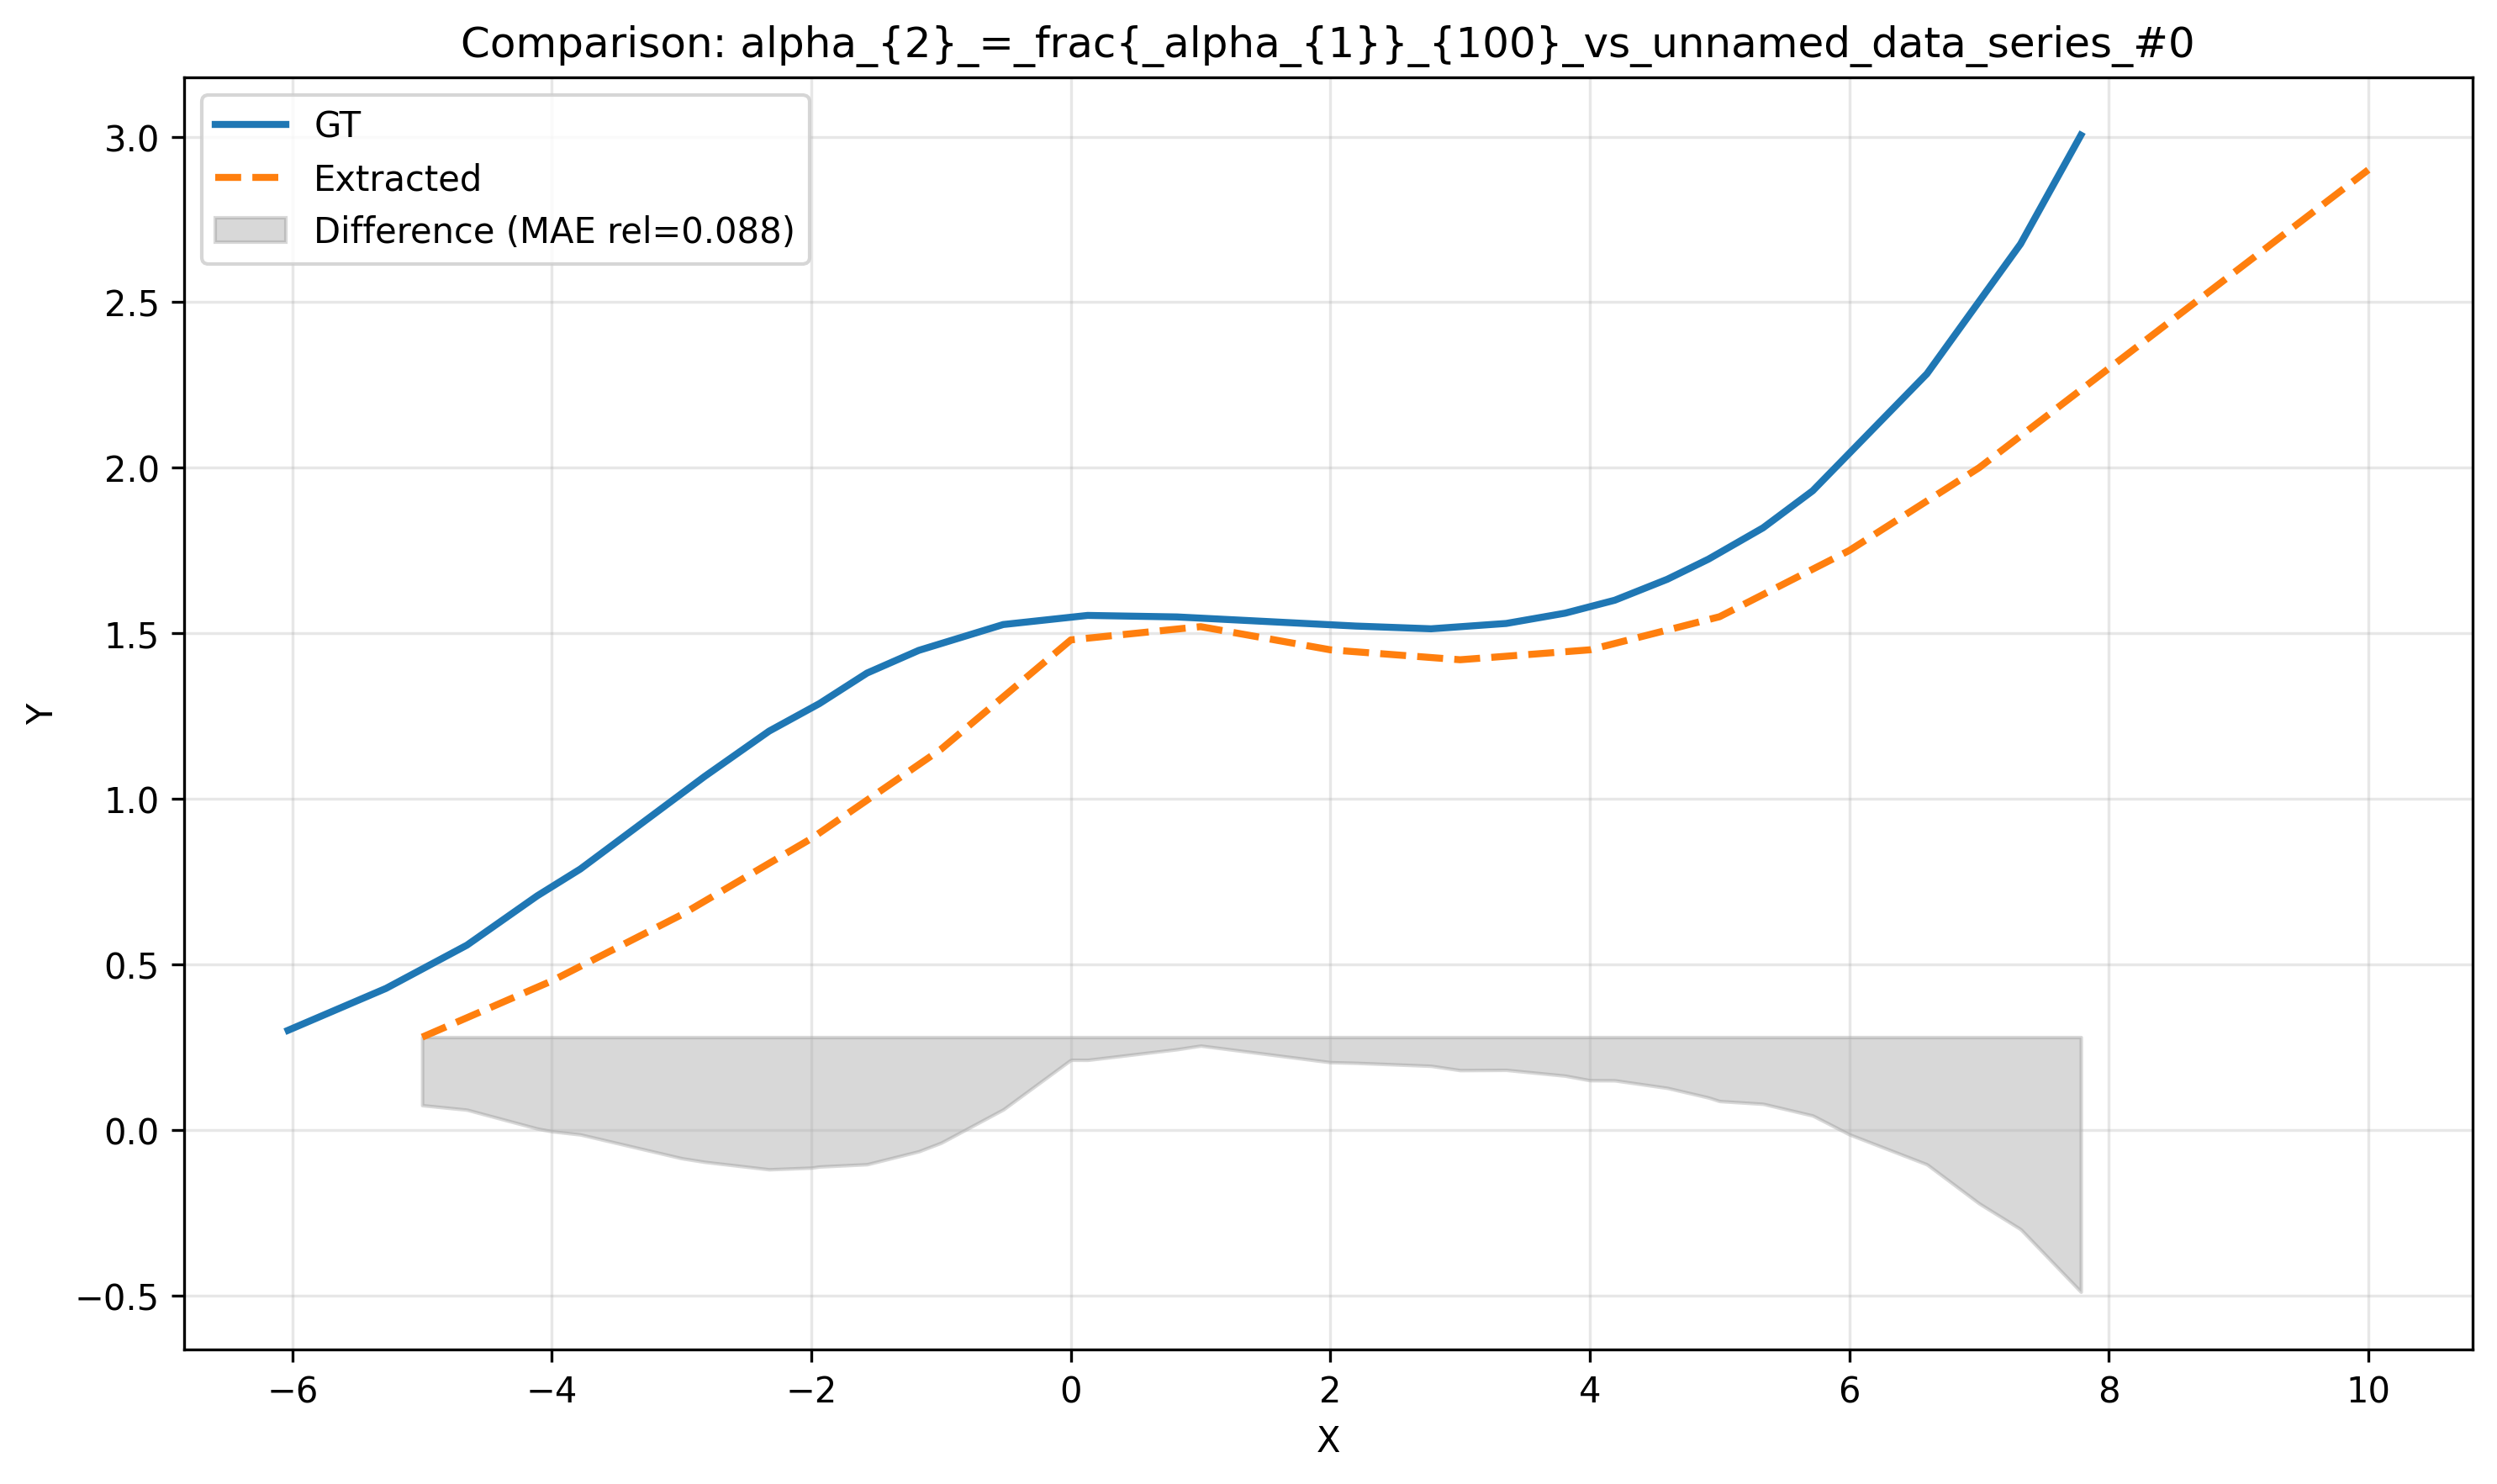 Comparison: alpha_{2}_=_frac{_alpha_{1}}_{100}_vs_unnamed_data_series_#0
GT
Extracted
Difference (MAE rel=0.088)
3.0
2.5
2.0
1.5
1.0
0.5
0.0
−0.5
Y
−6 −4 −2 0 2 4 6 8 10
X